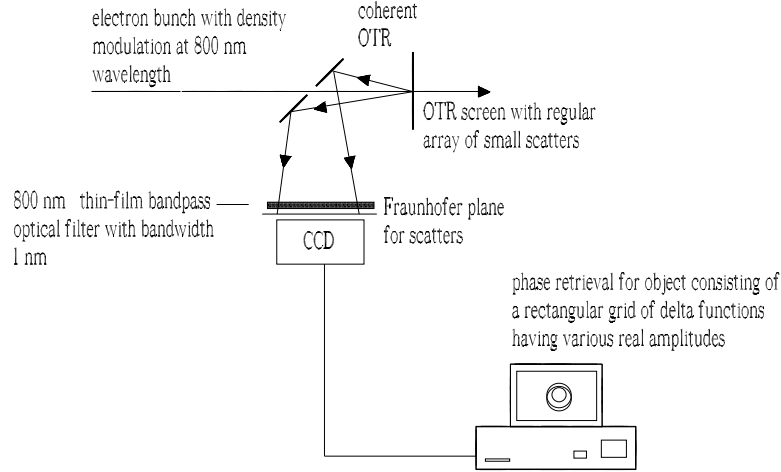 electron bunch with density
modulation at 800 nm
wavelength
coherent
OTR
OTR screen with regular
array of small scatters
800 nm thin-film bandpass
optical filter with bandwidth
1 nm
Fraunhofer plane
for scatters
CCD
phase retrieval for object consisting of
a rectangular grid of delta functions
having various real amplitudes